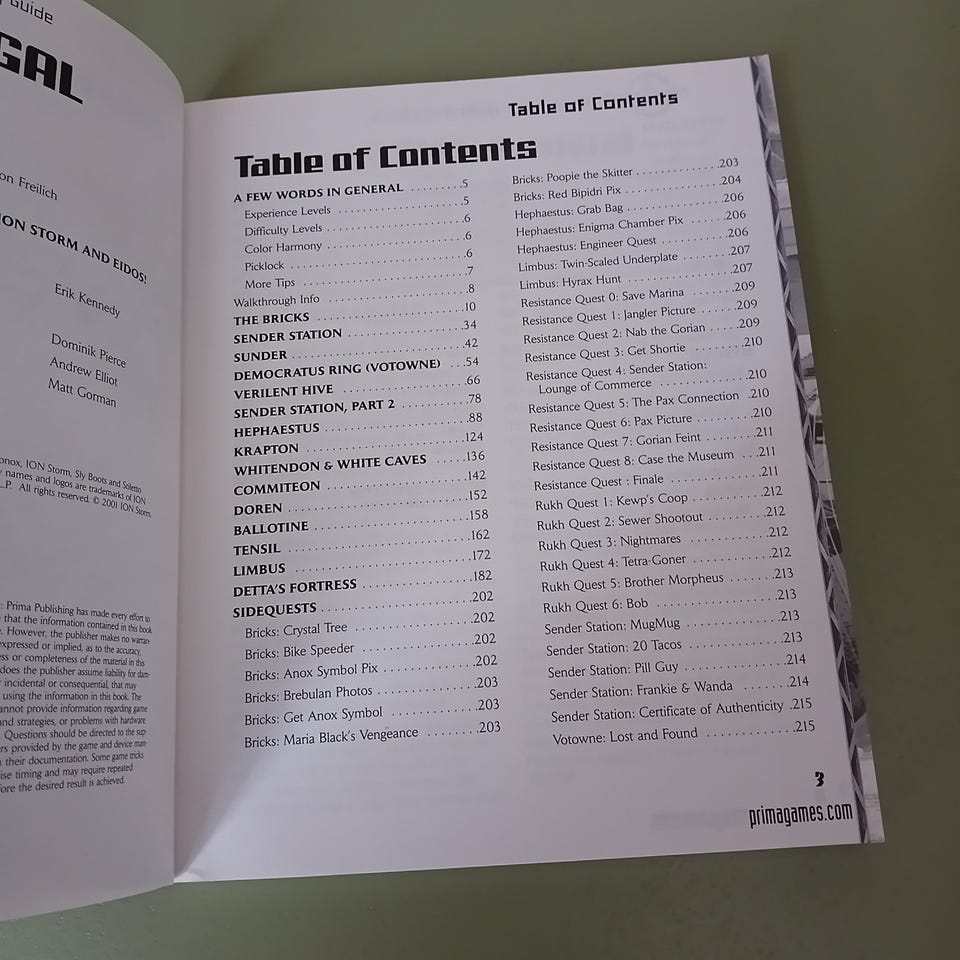 Guide
GAL
on Freilich
ION STORM AND EIDOS!
Erik Kennedy
Dominik Pierce
Andrew Elliot
Matt Gorman
onox, ION Storm, Sly Boots and Stiletto
names and logos are trademarks of ION
L.P. All rights reserved. © 2001 ION Storm,
: Prima Publishing has made every effort to
that the information contained in this book
e. However, the publisher makes no warran-
expressed or implied, as to the accuracy,
ess or completeness of the material in this
does the publisher assume liability for dam-
incidental or consequential, that may
using the information in this book. The
annot provide information regarding game
and strategies, or problems with hardware
Questions should be directed to the sup
rs provided by the game and device man-
their documentation. Some game tricks
ise timing and may require repeated
fore the desired result is achieved.
Table of Contents
Table of Contents
A FEW WORDS IN GENERAL .........5
Experience Levels ....................5
Difficulty Levels ......................6
Color Harmony ......................6
Picklock ............................6
More Tips ..........................7
Walkthrough Info ......................8
THE BRICKS ........................10
SENDER STATION ...................34
SUNDER ...........................42
DEMOCRATUS RING (VOTOWNE) ...54
VERILENT HIVE ....................66
SENDER STATION, PART 2 ...........78
HEPHAESTUS ......................88
KRAPTON ........................124
WHITENDON & WHITE CAVES ......136
COMMITEON .....................142
DOREN ..........................152
BALLOTINE .......................158
TENSIL ..........................162
LIMBUS ..........................172
DETTA'S FORTRESS ................182
SIDEQUESTS ......................202
Bricks: Crystal Tree .................202
Bricks: Bike Speeder ................202
Bricks: Anox Symbol Pix .............202
Bricks: Brebulan Photos ..............203
Bricks: Get Anox Symbol ............203
Bricks: Maria Black's Vengeance ........203
Bricks: Poopie the Skitter ............203
Bricks: Red Bipidri Pix ..............204
Hephaestus: Grab Bag ..............206
Hephaestus: Enigma Chamber Pix ......206
Hephaestus: Engineer Quest ..........206
Limbus: Twin-Scaled Underplate .......207
Limbus: Hyrax Hunt ................207
Resistance Quest 0: Save Marina .......209
Resistance Quest 1: Jangler Picture ......209
Resistance Quest 2: Nab the Gorian .....209
Resistance Quest 3: Get Shortie ........210
Resistance Quest 4: Sender Station:
Lounge of Commerce .............210
Resistance Quest 5: The Pax Connection .210
Resistance Quest 6: Pax Picture ........210
Resistance Quest 7: Gorian Feint .......211
Resistance Quest 8: Case the Museum ...211
Resistance Quest : Finale .............211
Rukh Quest 1: Kewp's Coop ..........212
Rukh Quest 2: Sewer Shootout ........212
Rukh Quest 3: Nightmares ...........212
Rukh Quest 4: Tetra-Goner ...........212
Rukh Quest 5: Brother Morpheus .......213
Rukh Quest 6: Bob .................213
Sender Station: MugMug .............213
Sender Station: 20 Tacos .............213
Sender Station: Pill Guy .............214
Sender Station: Frankie & Wanda .......214
Sender Station: Certificate of Authenticity .215
Votowne: Lost and Found ............215
3
primagames.com